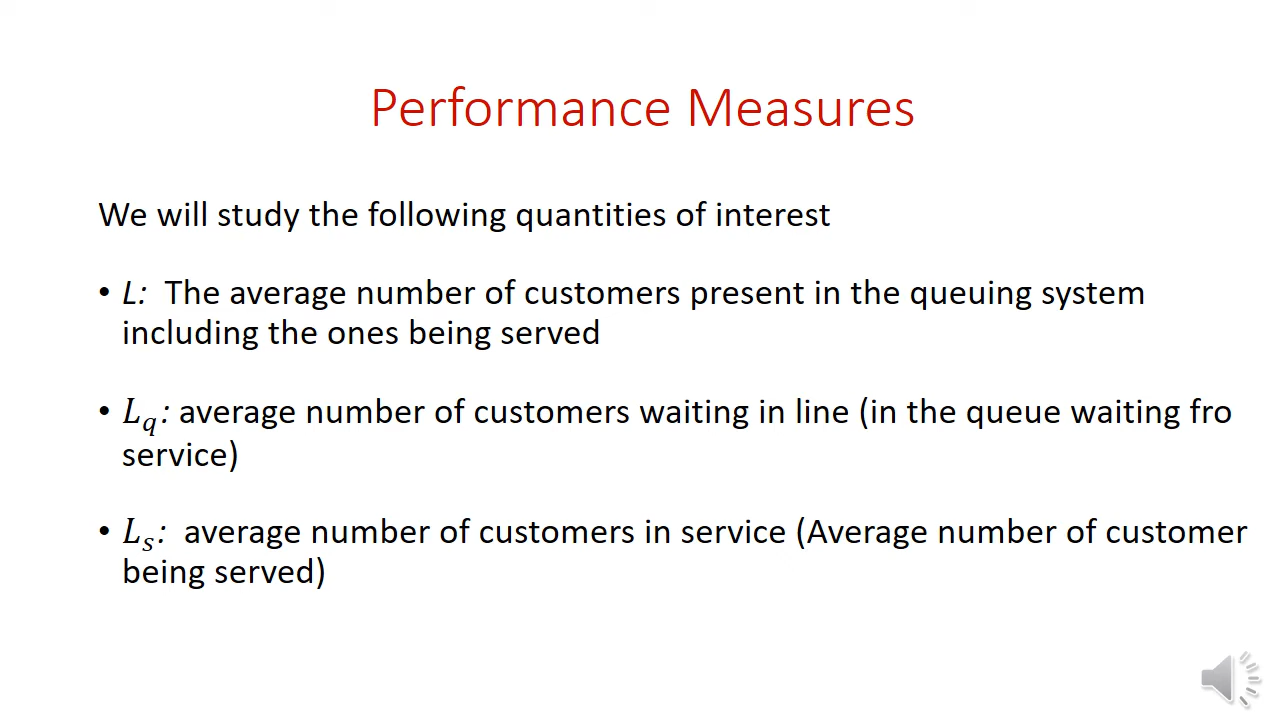 Performance Measures
We will study the following quantities of interest
• L: The average number of customers present in the queuing system
including the ones being served
• L_q: average number of customers waiting in line (in the queue waiting fro
service)
• L_s: average number of customers in service (Average number of customer
being served)